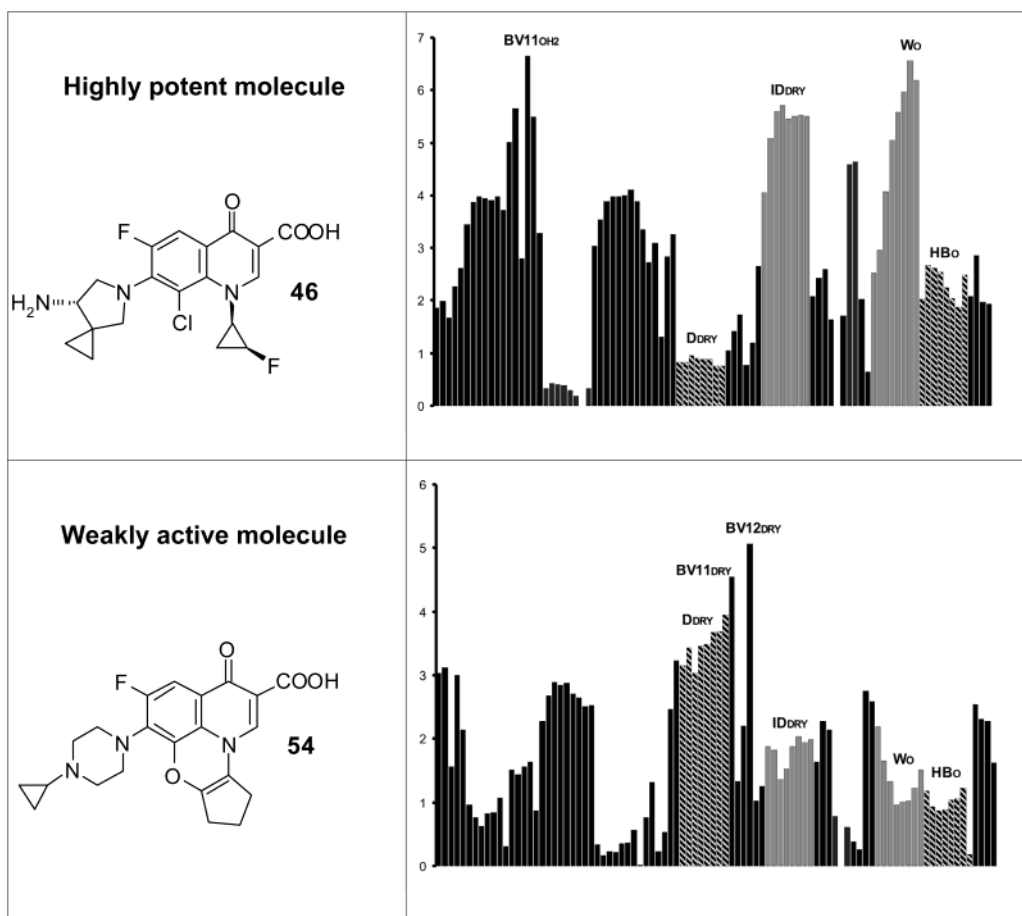 Highly potent molecule
O
F
COOH
N
N
H₂N
Cl
46
F
7
6
5
4
3
2
1
0
BV11OH2
DDRY
IDDRY
WO
HBO
Weakly active molecule
O
F
COOH
N
N
N
O
54
6
5
4
3
2
1
0
BV12DRY
BV11DRY
DDRY
IDDRY
WO
HBO